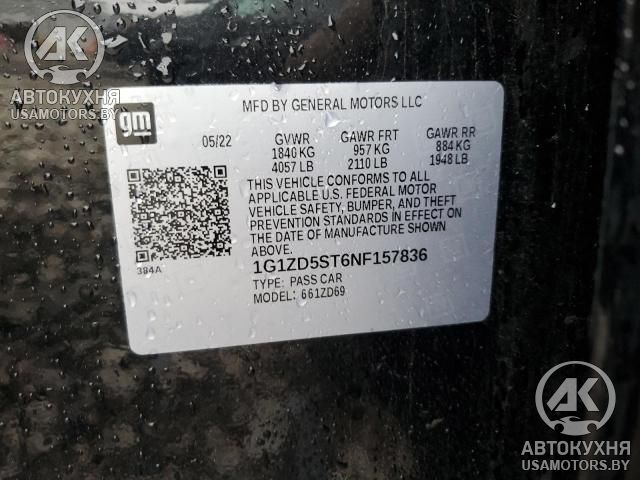 AK
АВТОКУХНЯ
USAMOTORS.BY
gm
MFD BY GENERAL MOTORS LLC
05/22 GVWR GAWR FRT GAWR RR
1840 KG 957 KG 884 KG
4057 LB 2110 LB 1948 LB
THIS VEHICLE CONFORMS TO ALL
APPLICABLE U.S. FEDERAL MOTOR
VEHICLE SAFETY, BUMPER, AND THEFT
PREVENTION STANDARDS IN EFFECT ON
THE DATE OF MANUFACTURE SHOWN
ABOVE.
384A
1G1ZD5ST6NF157836
TYPE: PASS CAR
MODEL: 661ZD69
AK
АВТОКУХНЯ
USAMOTORS.BY